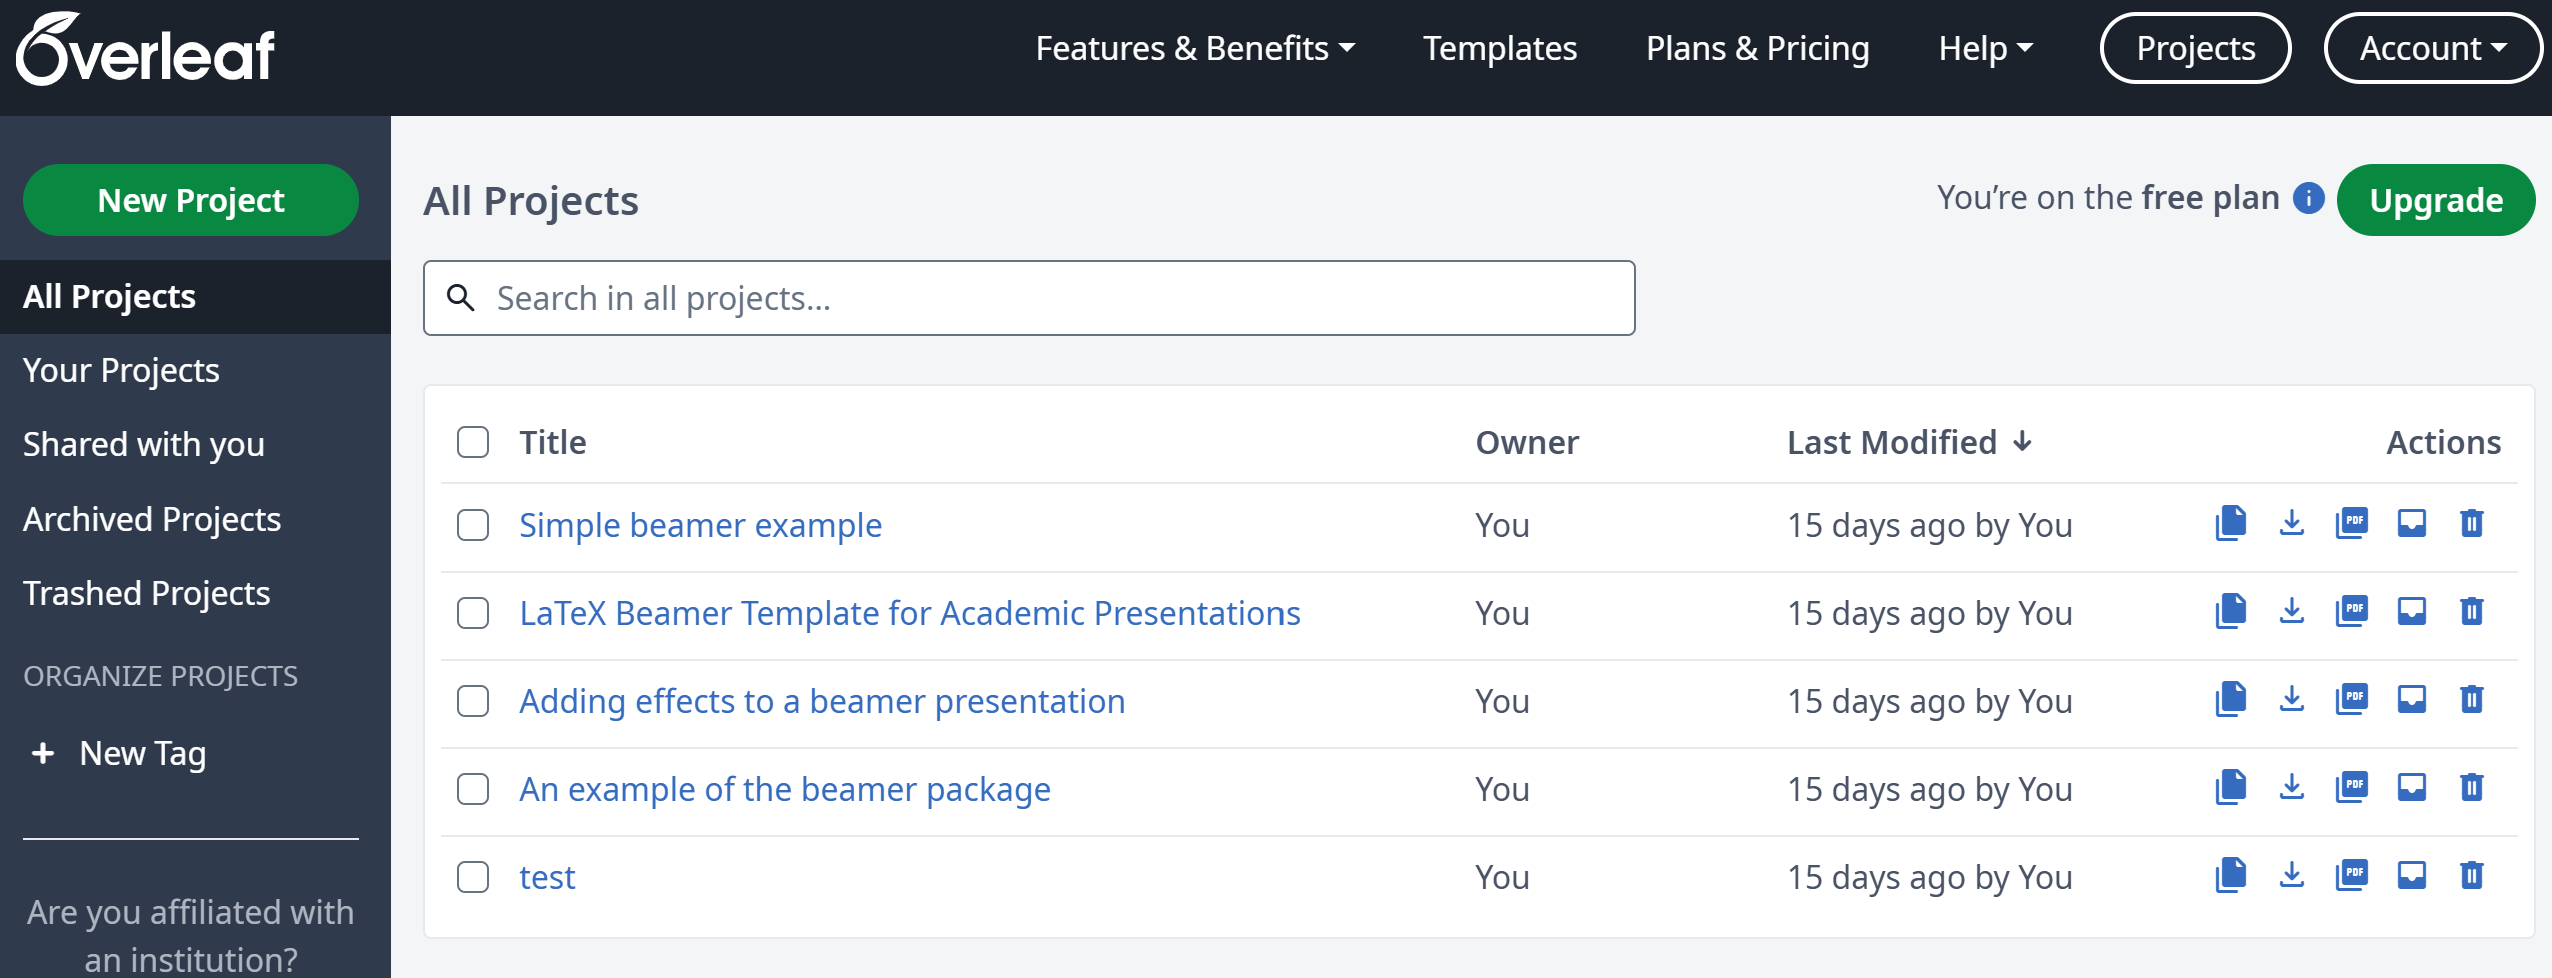 Overleaf
Features & Benefits
Templates
Plans & Pricing
Help
Projects
Account
New Project
All Projects
Your Projects
Shared with you
Archived Projects
Trashed Projects
ORGANIZE PROJECTS
+ New Tag
Are you affiliated with
an institution?
All Projects
You’re on the free plan
Upgrade
Search in all projects...
Title Owner Last Modified ↓ Actions
Simple beamer example You 15 days ago by You PDF
LaTeX Beamer Template for Academic Presentations You 15 days ago by You PDF
Adding effects to a beamer presentation You 15 days ago by You PDF
An example of the beamer package You 15 days ago by You PDF
test You 15 days ago by You PDF